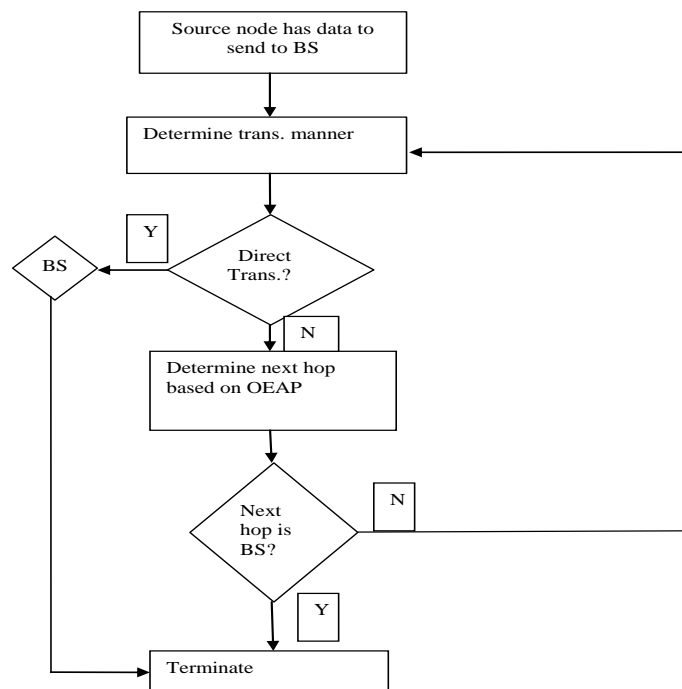 Source node has data to
send to BS
Determine trans. manner
Y
BS
Direct
Trans.?
N
Determine next hop
based on OEAP
Next
hop is
BS?
N
Y
Terminate